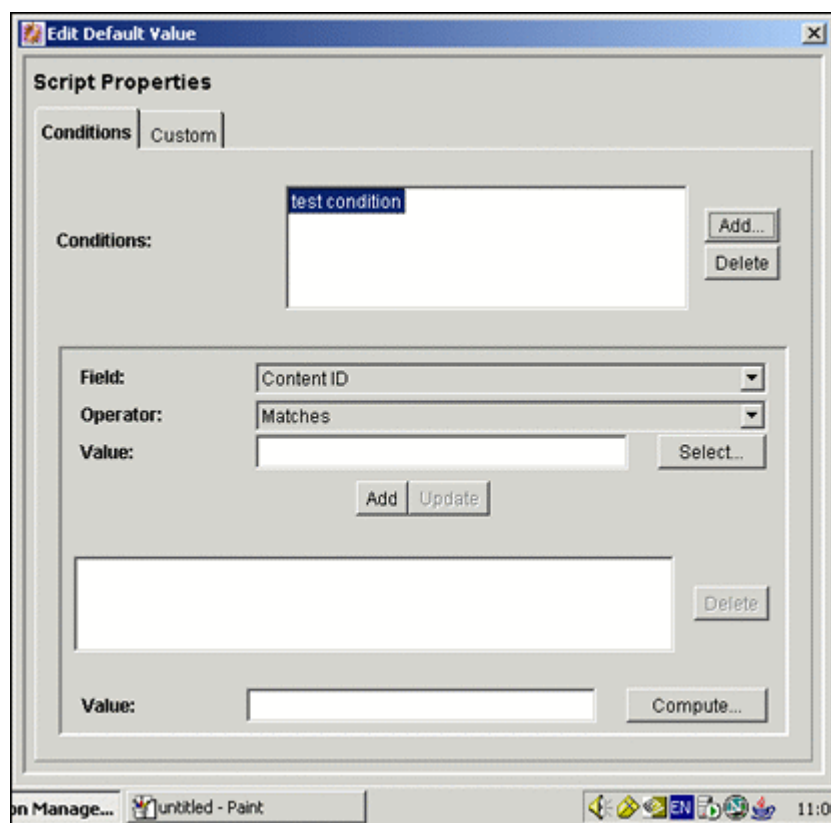 Edit Default Value
Script Properties
Conditions Custom
test condition
Conditions:
Add...
Delete
Field: Content ID
Operator: Matches
Value: Select...
Add Update
Delete
Value: Compute...
on Manage... untitled - Paint EN 11:0